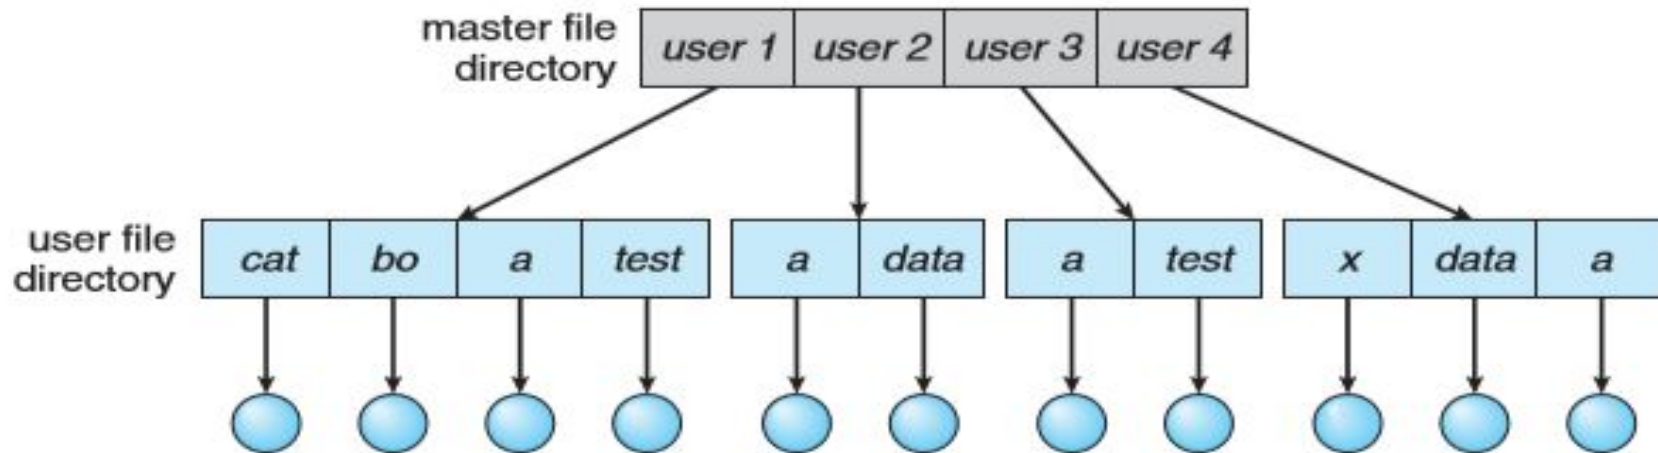 master file
directory
user 1 user 2 user 3 user 4
user file
directory
cat bo a test a data a test x data a